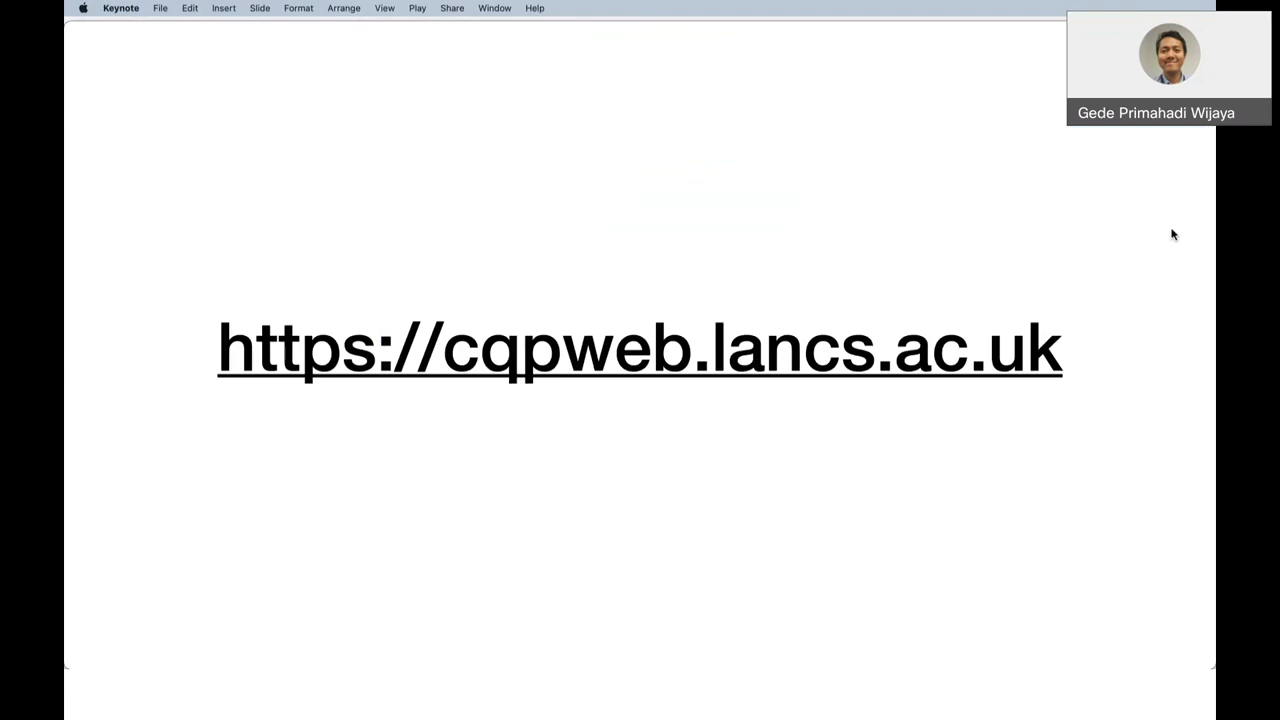 Keynote File Edit Insert Slide Format Arrange View Play Share Window Help
Gede Primahadi Wijaya
https://cqpweb.lancs.ac.uk